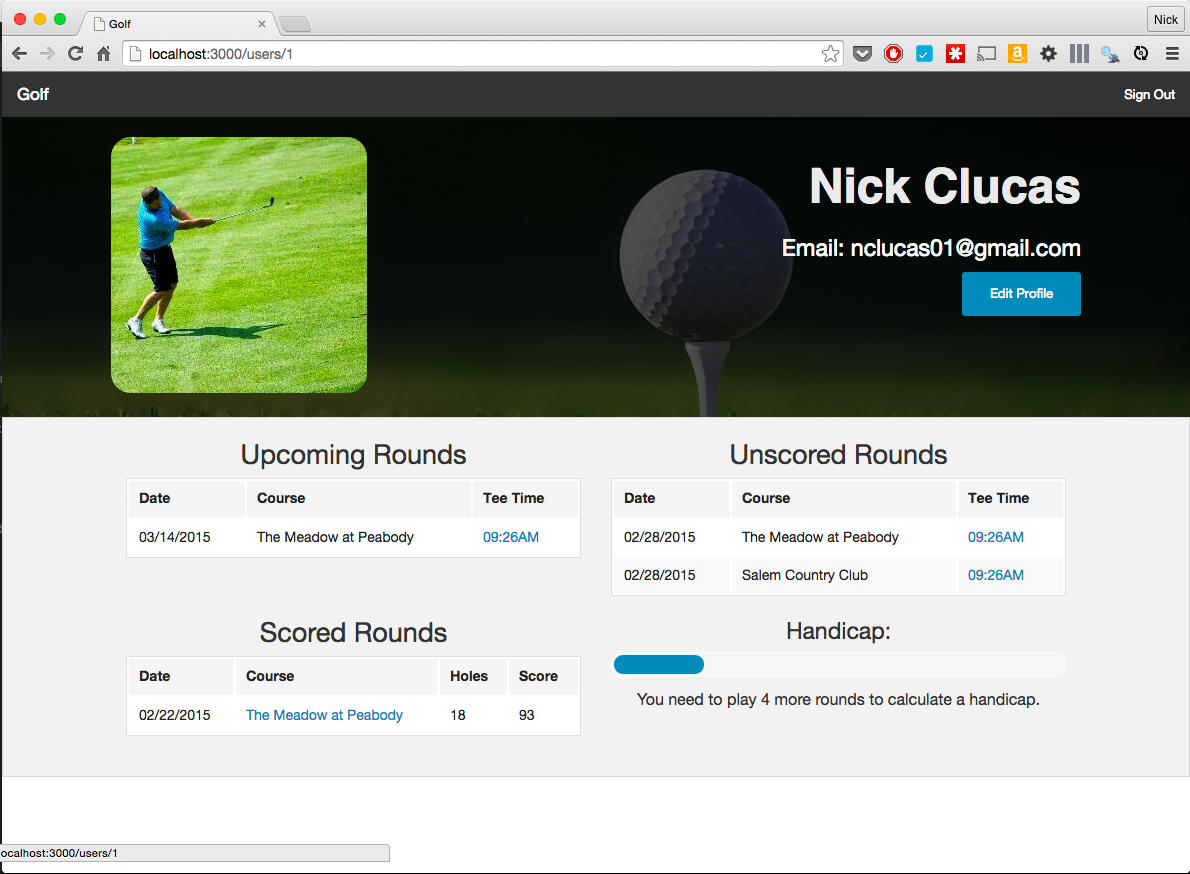 Golf
Nick
localhost:3000/users/1
Golf
Sign Out
Nick Clucas
Email: nclucas01@gmail.com
Edit Profile
Upcoming Rounds
Date Course Tee Time
03/14/2015 The Meadow at Peabody 09:26AM
Unscored Rounds
Date Course Tee Time
02/28/2015 The Meadow at Peabody 09:26AM
02/28/2015 Salem Country Club 09:26AM
Scored Rounds
Date Course Holes Score
02/22/2015 The Meadow at Peabody 18 93
Handicap:
You need to play 4 more rounds to calculate a handicap.
ocalhost:3000/users/1